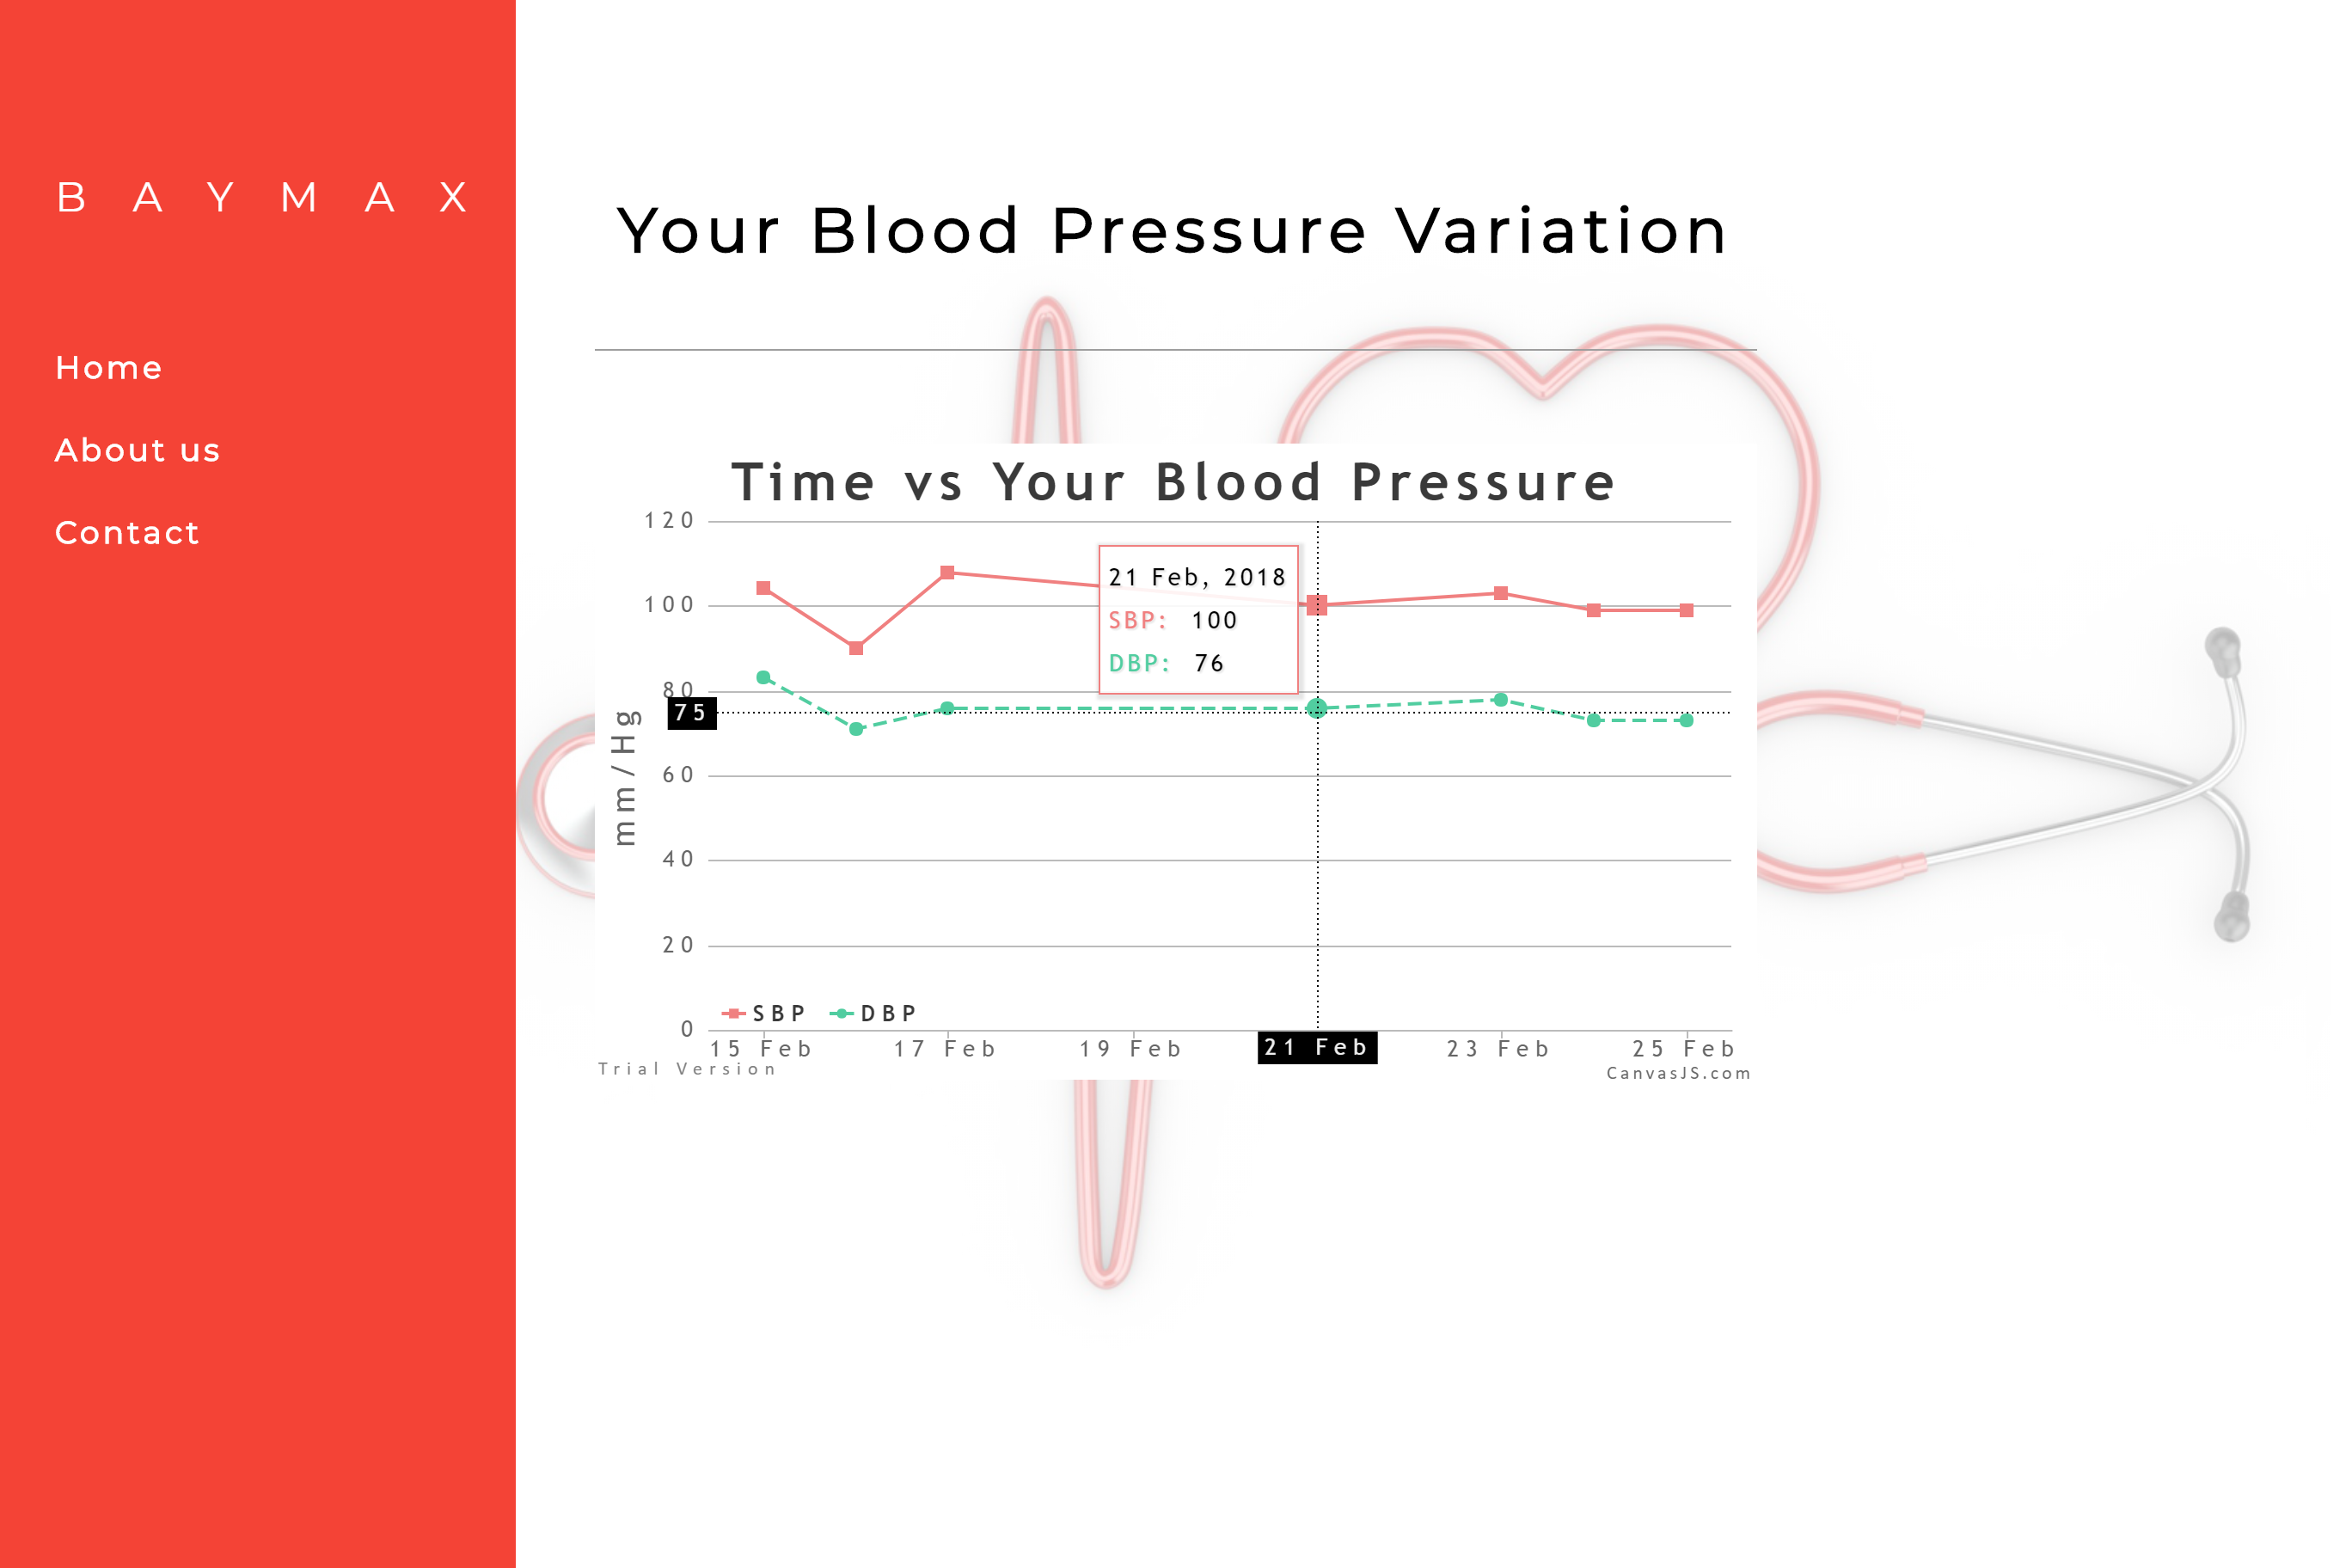 B A Y M A X
Home
About us
Contact
Your Blood Pressure Variation
Time vs Your Blood Pressure
120
100
80
75
60
40
20
0
mm/Hg
21 Feb, 2018
SBP: 100
DBP: 76
SBP DBP
15 Feb 17 Feb 19 Feb 21 Feb 23 Feb 25 Feb
Trial Version
CanvasJS.com